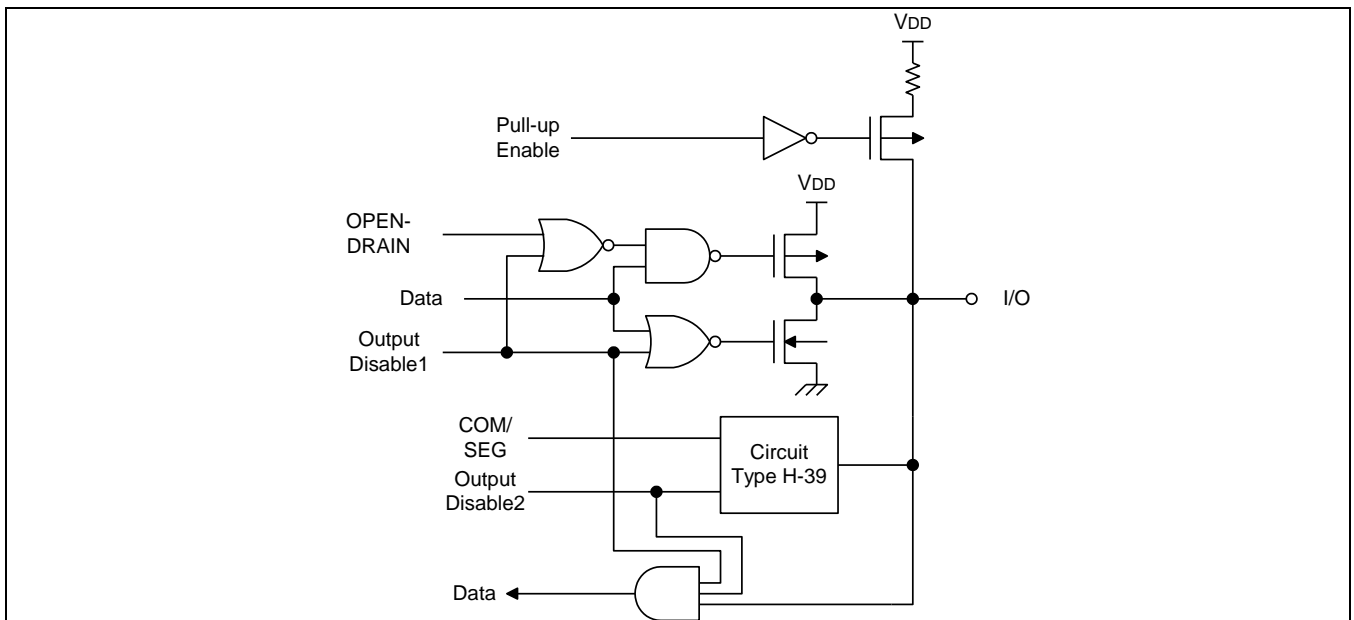 VDD
Pull-up
Enable
VDD
OPEN-
DRAIN
Data
I/O
Output
Disable1
COM/
SEG
Circuit
Type H-39
Output
Disable2
Data